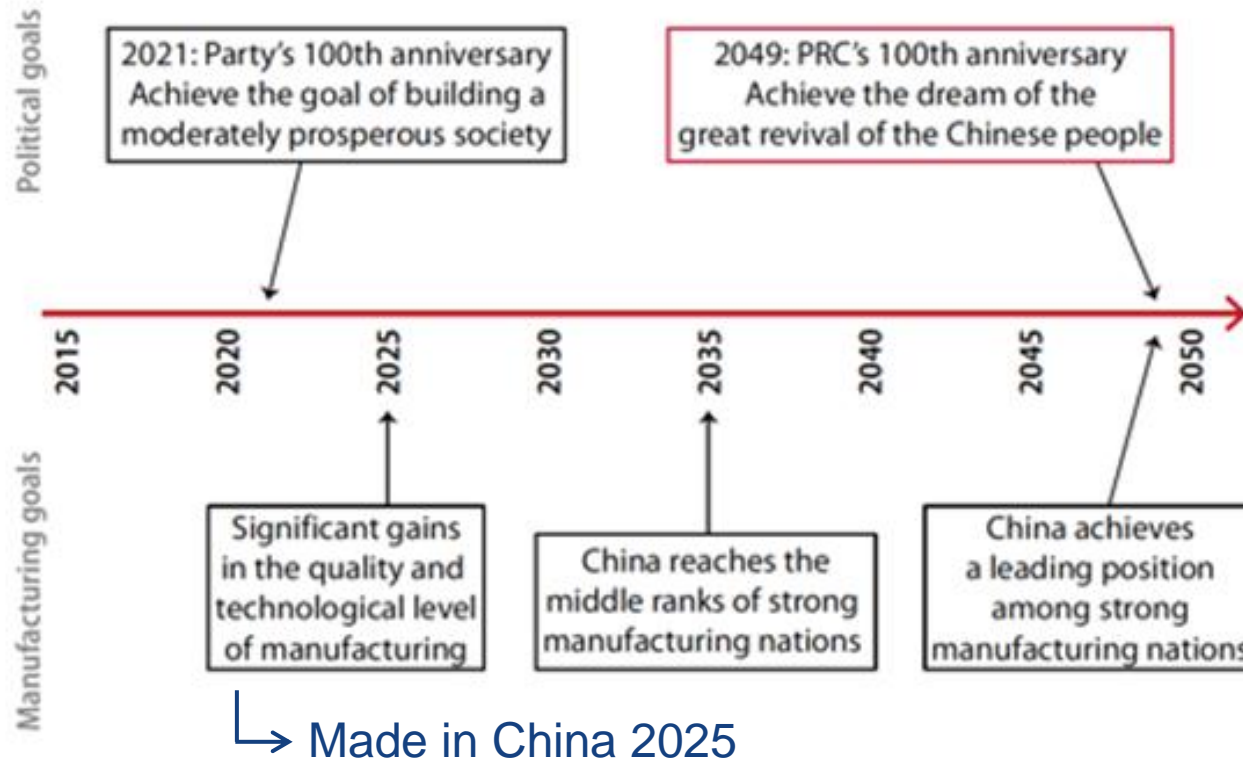 Political goals
2021: Party's 100th anniversary
Achieve the goal of building a
moderately prosperous society
2049: PRC's 100th anniversary
Achieve the dream of the
great revival of the Chinese people
2015
2020
2025
2030
2035
2040
2045
2050
Manufacturing goals
Significant gains
in the quality and
technological level
of manufacturing
China reaches the
middle ranks of strong
manufacturing nations
China achieves
a leading position
among strong
manufacturing nations
Made in China 2025